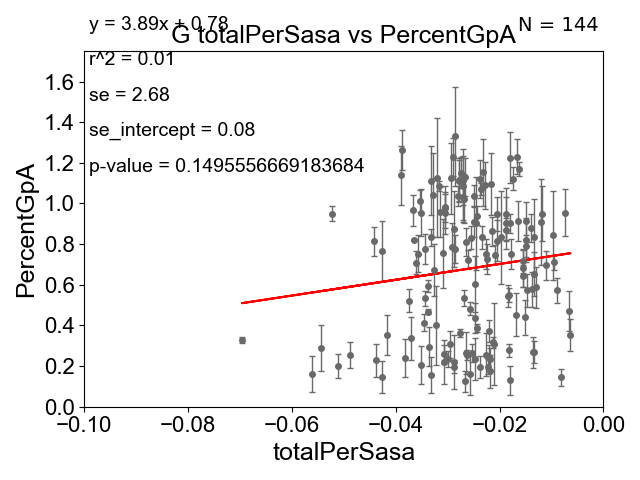 y = 3.89x + 0.78
N = 144
G totalPerSasa vs PercentGpA
r^2 = 0.01
se = 2.68
se_intercept = 0.08
p-value = 0.1495556669183684
PercentGpA
1.6
1.4
1.2
1.0
0.8
0.6
0.4
0.2
0.0
−0.10 −0.08 −0.06 −0.04 −0.02 0.00
totalPerSasa